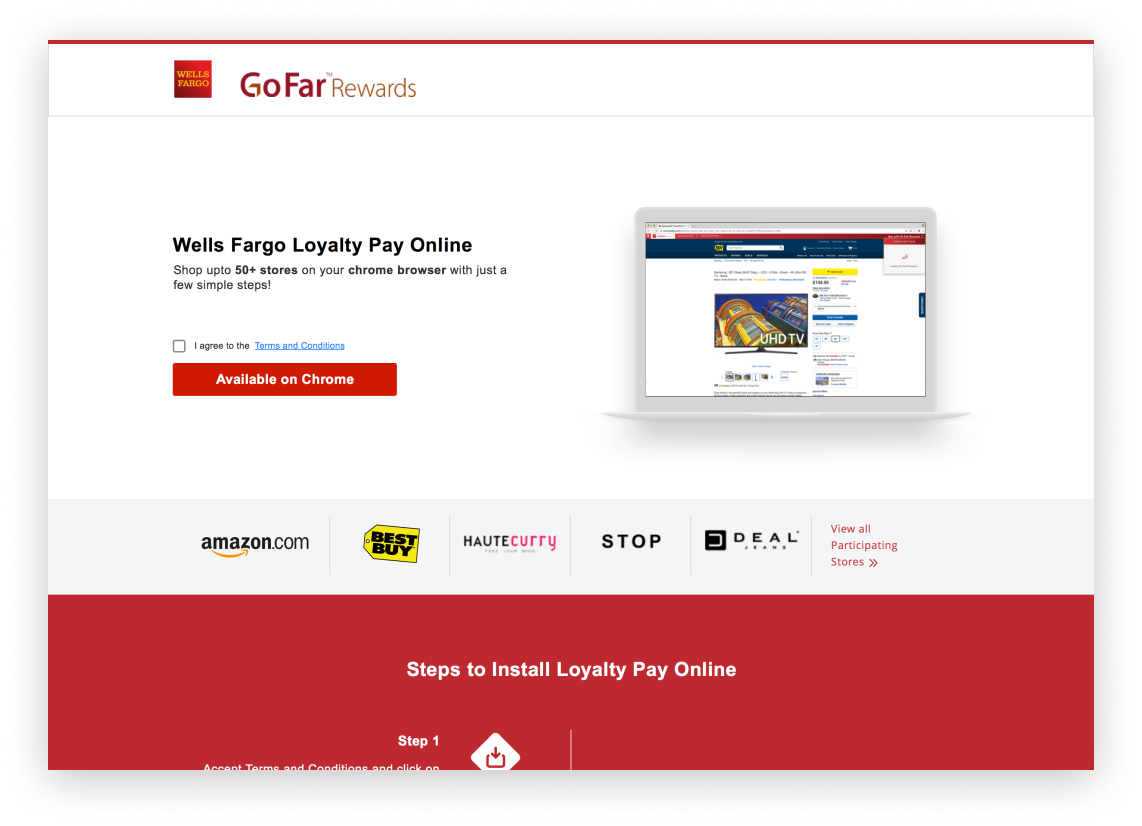 WELLS
FARGO
GoFar™ Rewards
Wells Fargo Loyalty Pay Online
Shop upto 50+ stores on your chrome browser with just a
few simple steps!
I agree to the Terms and Conditions
Available on Chrome
$749.99
UHD TV
amazon.com
BEST
BUY
HAUTECURRY
FREE YOUR MIND
STOP
DEAL
JEANS
View all
Participating
Stores
Steps to Install Loyalty Pay Online
Step 1
Accept Terms and Conditions and click on